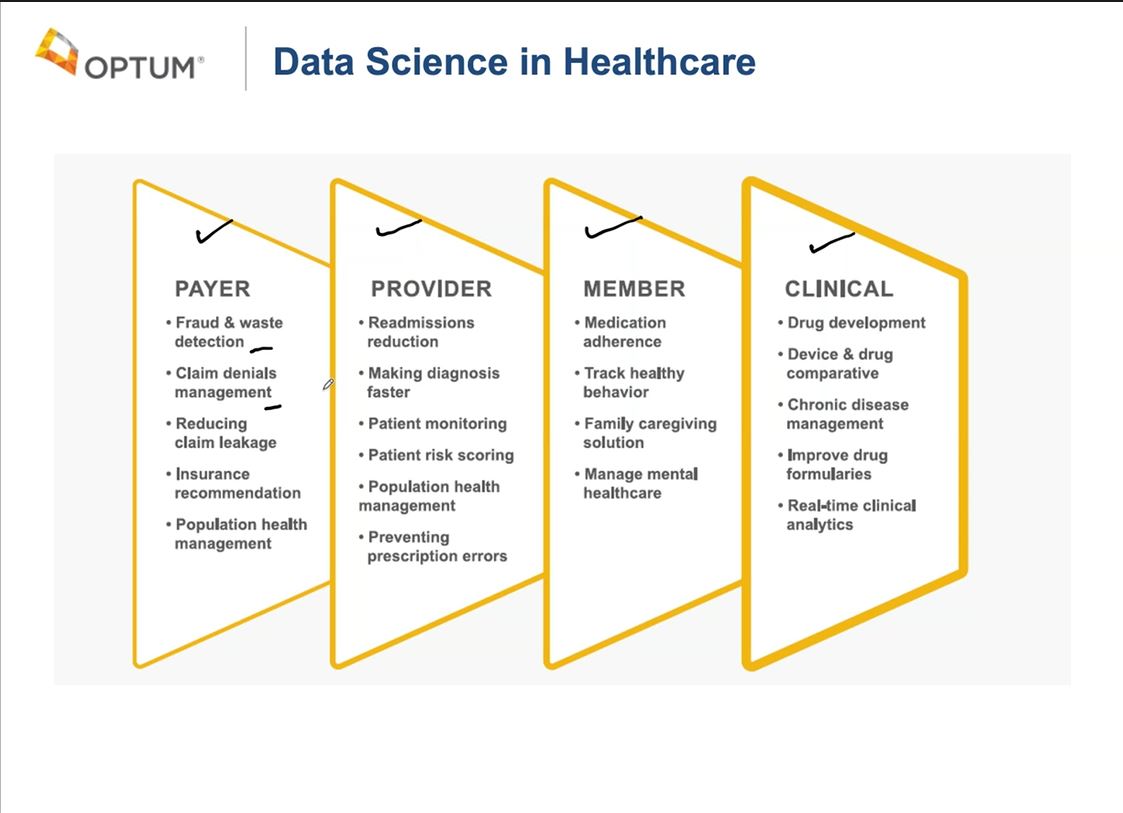 OPTUM®
Data Science in Healthcare
PAYER
• Fraud & waste
detection
• Claim denials
management
• Reducing
claim leakage
• Insurance
recommendation
• Population health
management
PROVIDER
• Readmissions
reduction
• Making diagnosis
faster
• Patient monitoring
• Patient risk scoring
• Population health
management
• Preventing
prescription errors
MEMBER
• Medication
adherence
• Track healthy
behavior
• Family caregiving
solution
• Manage mental
healthcare
CLINICAL
• Drug development
• Device & drug
comparative
• Chronic disease
management
• Improve drug
formularies
• Real-time clinical
analytics